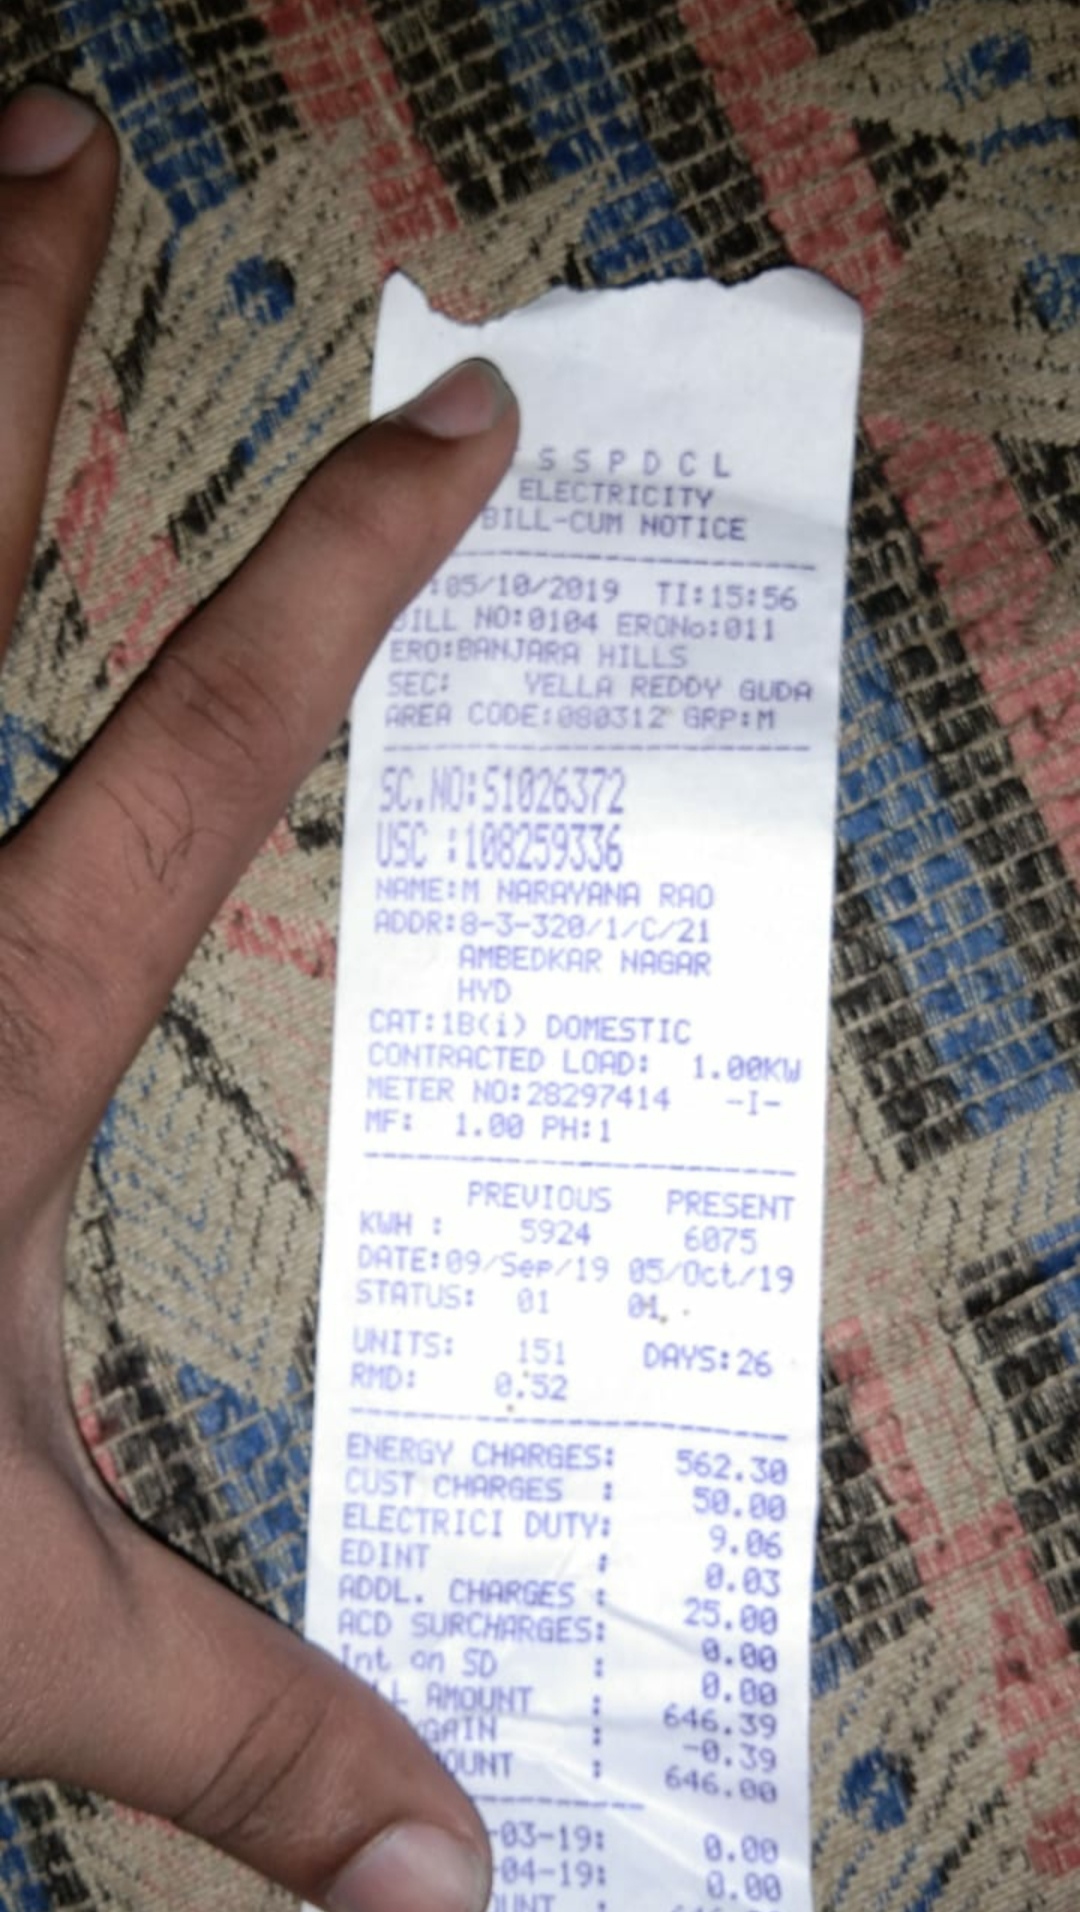 S S P D C L
ELECTRICITY
BILL-CUM NOTICE
:05/10/2019 TI:15:56
BILL NO:0104 ERONo:011
ERO:BANJARA HILLS
SEC: YELLA REDDY GUDA
AREA CODE:080312 GRP:M
SC.NO:S1026372
USC :108259336
NAME:M NARAYANA RAO
ADDR:8-3-320/1/C/21
AMBEDKAR NAGAR
HYD
CAT:1B(i) DOMESTIC
CONTRACTED LOAD: 1.00KW
METER NO:28297414 -I-
MF: 1.00 PH:1
PREVIOUS PRESENT
KWH : 5924 6075
DATE:09/Sep/19 05/Oct/19
STATUS: 01 01
UNITS: 151 DAYS:26
RMD: 0.52
ENERGY CHARGES: 562.30
CUST CHARGES : 50.00
ELECTRICI DUTY: 9.06
EDINT : 0.03
ADDL. CHARGES : 25.00
ACD SURCHARGES: 0.00
Int on SD : 0.00
AMOUNT : 646.39
GAIN : -0.39
OUNT : 646.00
-03-19: 0.00
-04-19: 0.00
OUNT